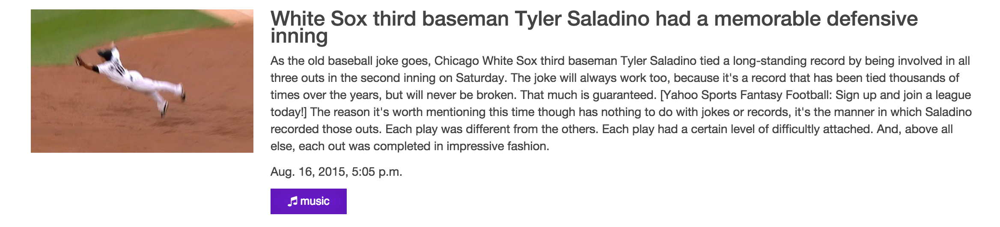 White Sox third baseman Tyler Saladino had a memorable defensive
inning
As the old baseball joke goes, Chicago White Sox third baseman Tyler Saladino tied a long-standing record by being involved in all
three outs in the second inning on Saturday. The joke will always work too, because it's a record that has been tied thousands of
times over the years, but will never be broken. That much is guaranteed. [Yahoo Sports Fantasy Football: Sign up and join a league
today!] The reason it's worth mentioning this time though has nothing to do with jokes or records, it's the manner in which Saladino
recorded those outs. Each play was different from the others. Each play had a certain level of difficultly attached. And, above all
else, each out was completed in impressive fashion.
Aug. 16, 2015, 5:05 p.m.
music